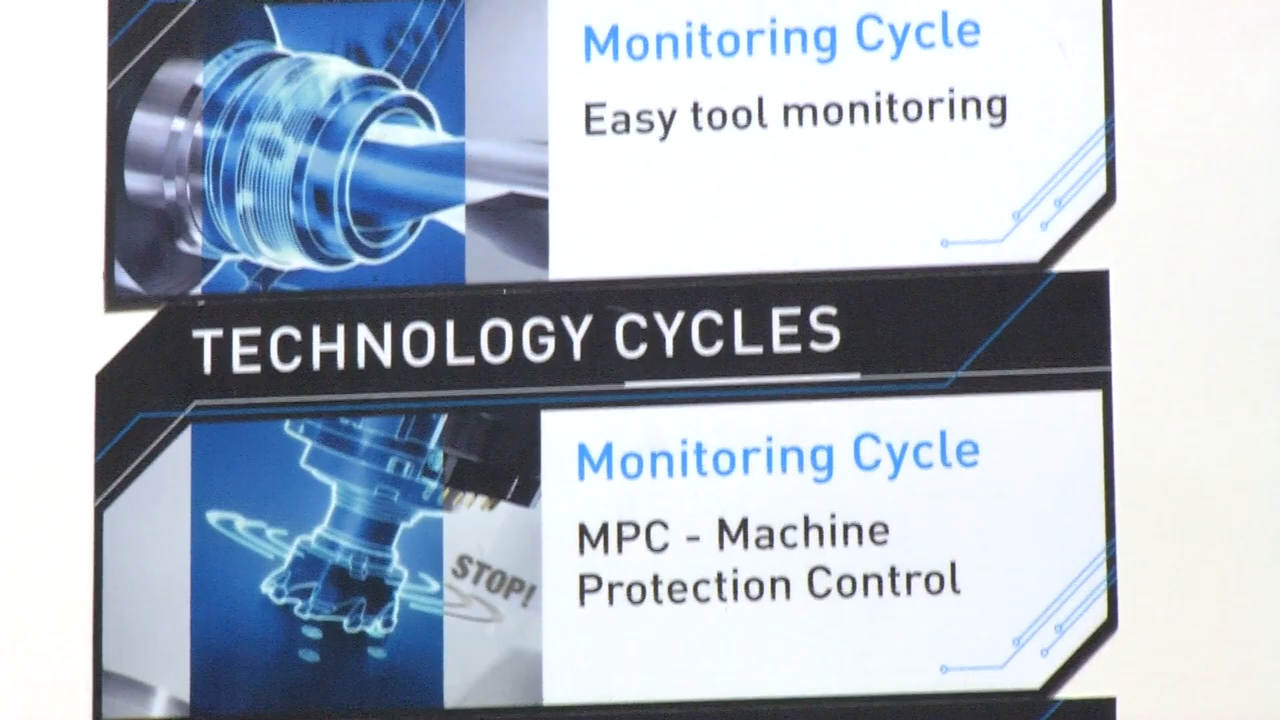 Monitoring Cycle
Easy tool monitoring
TECHNOLOGY CYCLES
Monitoring Cycle
MPC - Machine
Protection Control
STOP!